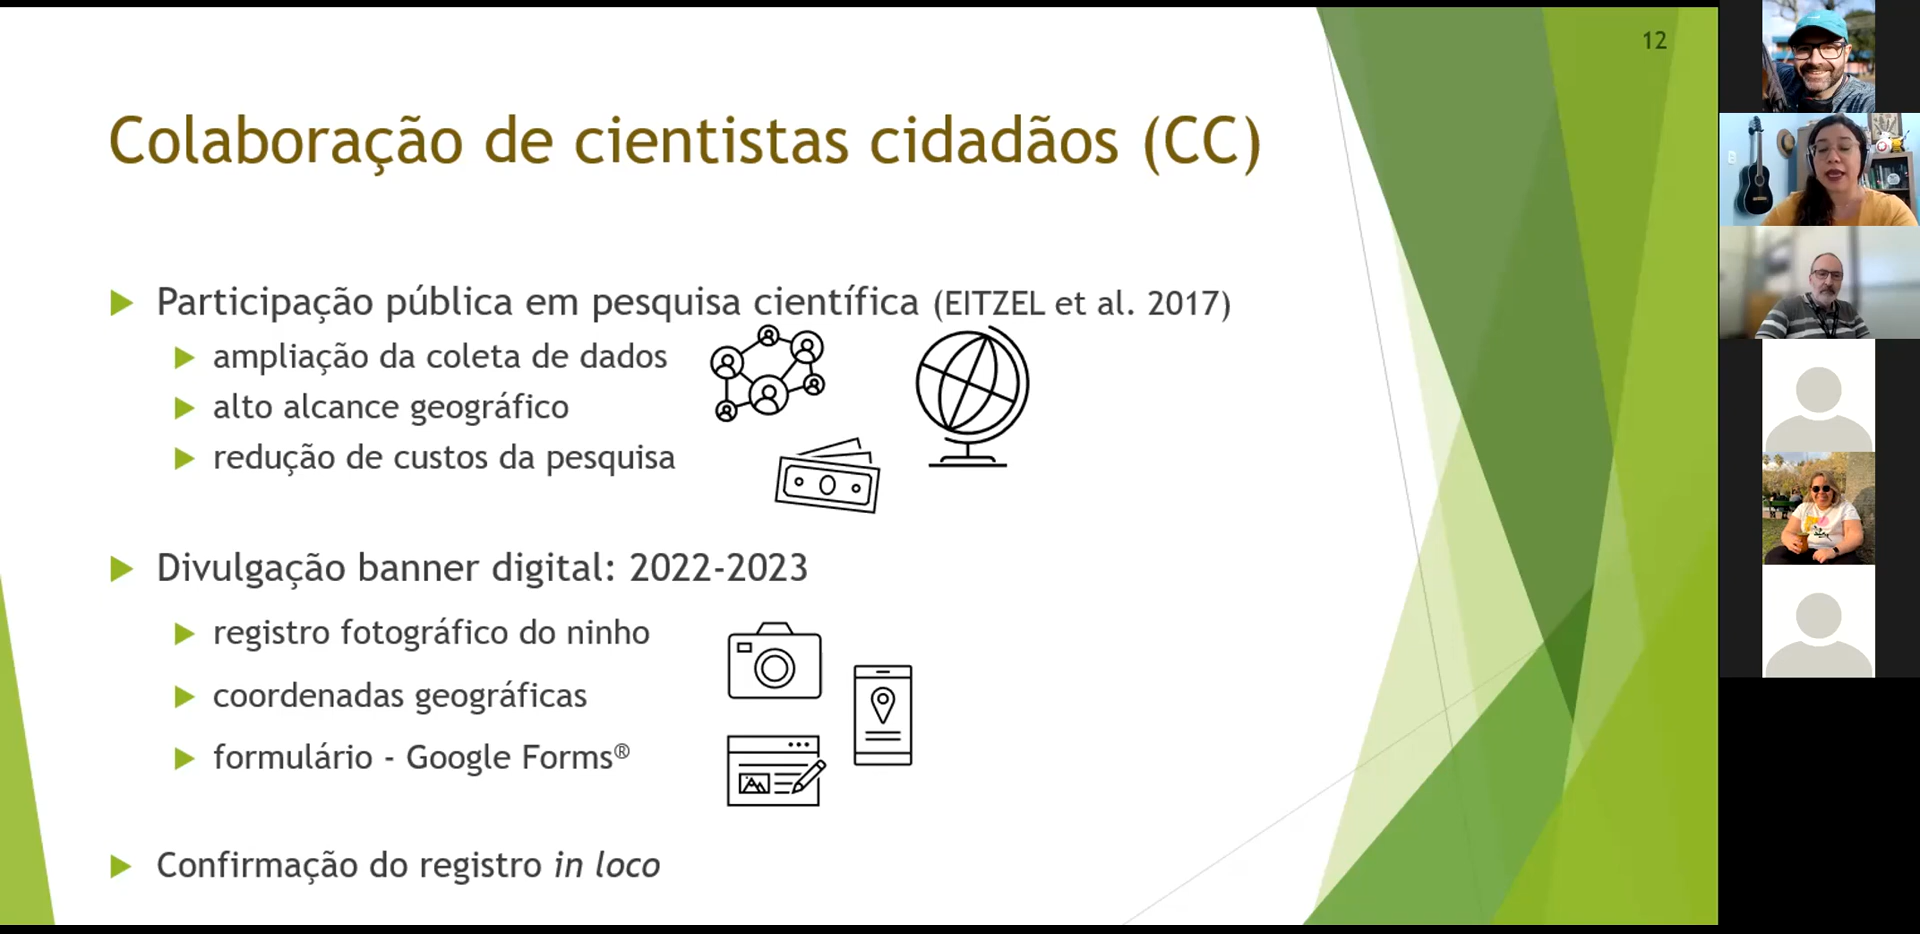 12
Colaboração de cientistas cidadãos (CC)
Participação pública em pesquisa científica (EITZEL et al. 2017)
ampliação da coleta de dados
alto alcance geográfico
redução de custos da pesquisa
Divulgação banner digital: 2022-2023
registro fotográfico do ninho
coordenadas geográficas
formulário - Google Forms®
Confirmação do registro in loco